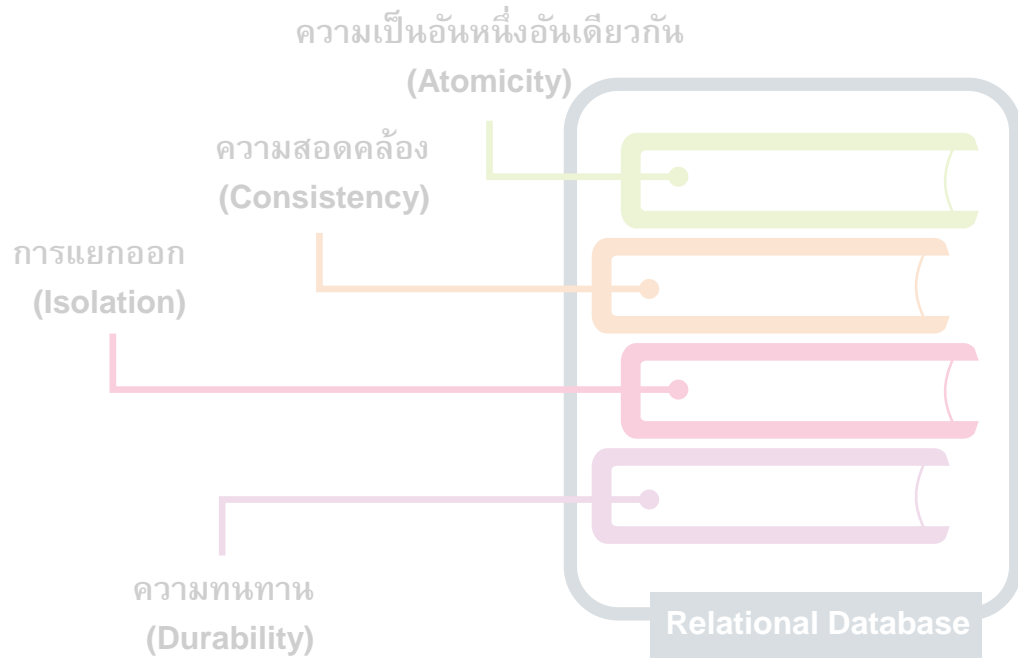 ความเป็นอันหนึ่งอันเดียวกัน
(Atomicity)
ความสอดคล้อง
(Consistency)
การแยกออก
(Isolation)
ความทนทาน
(Durability)
Relational Database